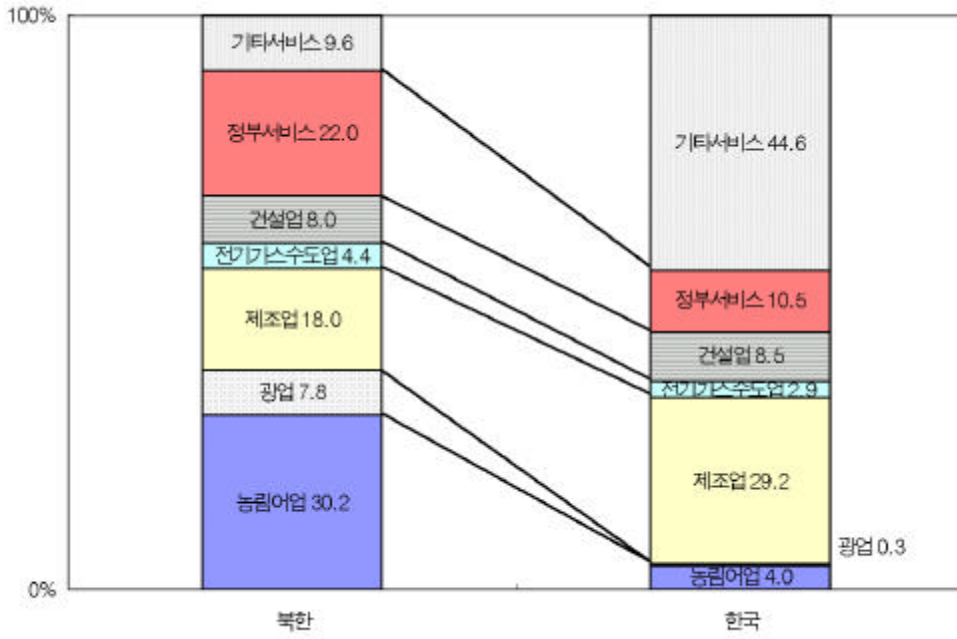 100%
기타서비스 9.6
정부서비스 22.0
건설업 8.0
전기가스수도업 4.4
제조업 18.0
광업 7.8
농림어업 30.2
기타서비스 44.6
정부서비스 10.5
건설업 8.5
전기가스수도업 2.9
제조업 29.2
광업 0.3
농림어업 4.0
0%
북한
한국